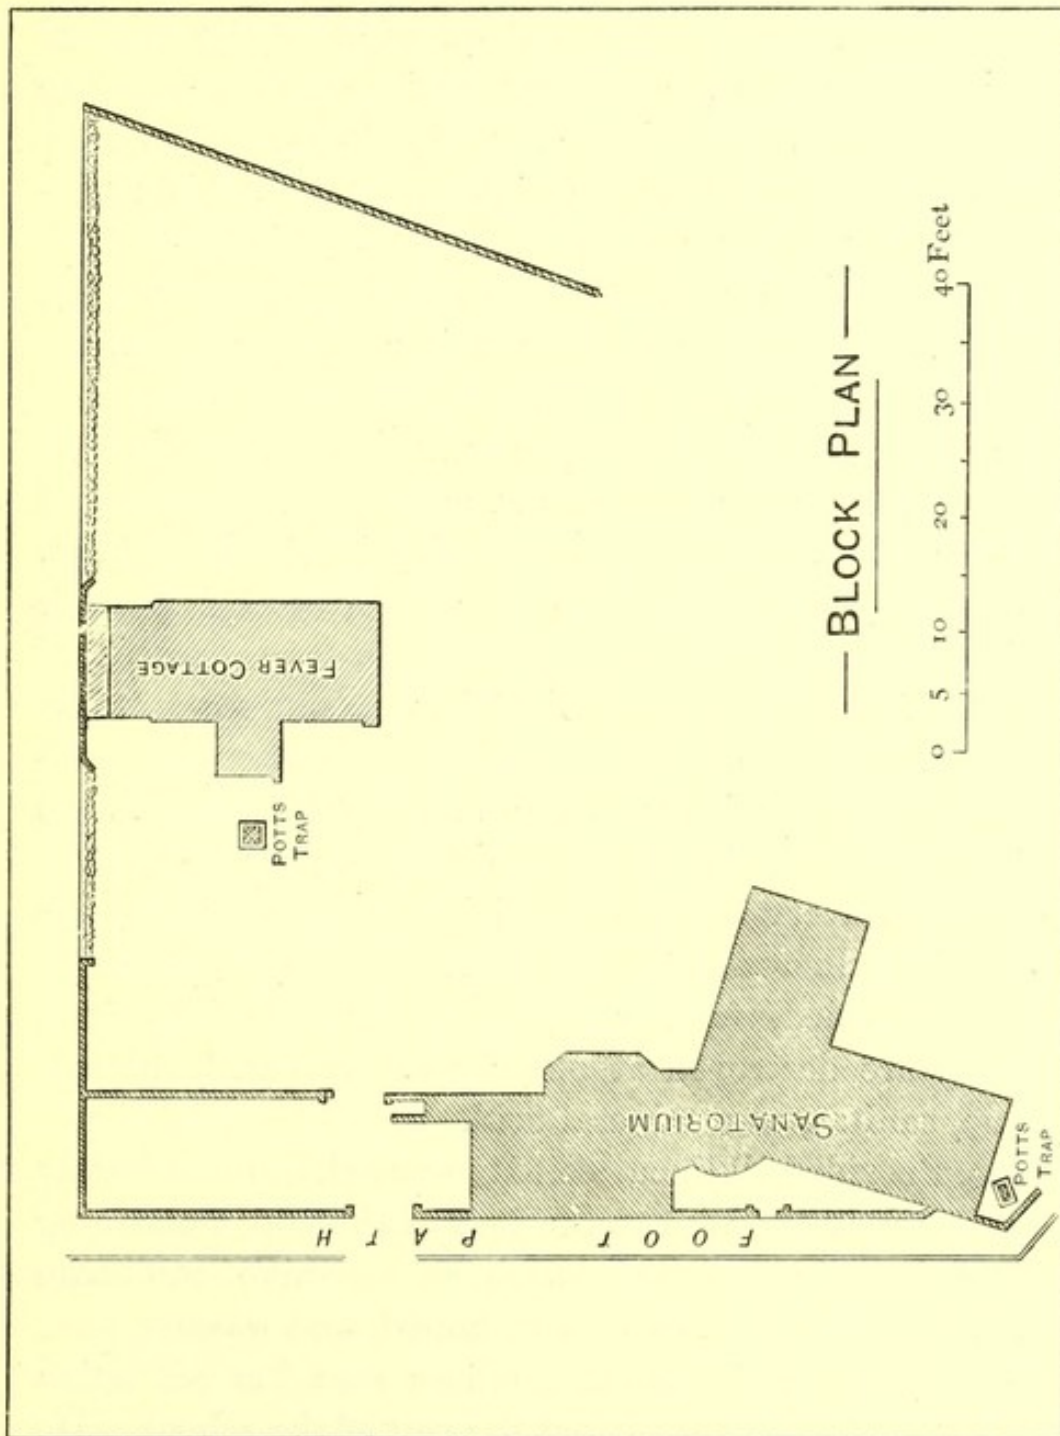 FEVER COTTAGE
POTTS
TRAP
— BLOCK PLAN —
0 5 10 20 30 40 Feet
SANATORIUM
POTTS
TRAP
FOOT PATH